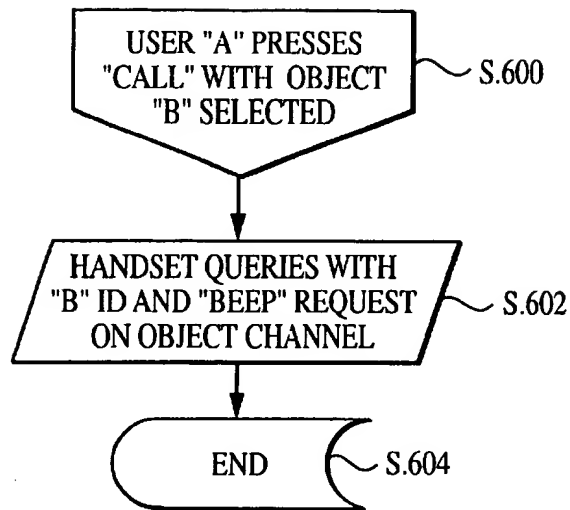 USER "A" PRESSES
"CALL" WITH OBJECT
"B" SELECTED
S.600
HANDSET QUERIES WITH
"B" ID AND "BEEP" REQUEST
ON OBJECT CHANNEL
S.602
END
S.604